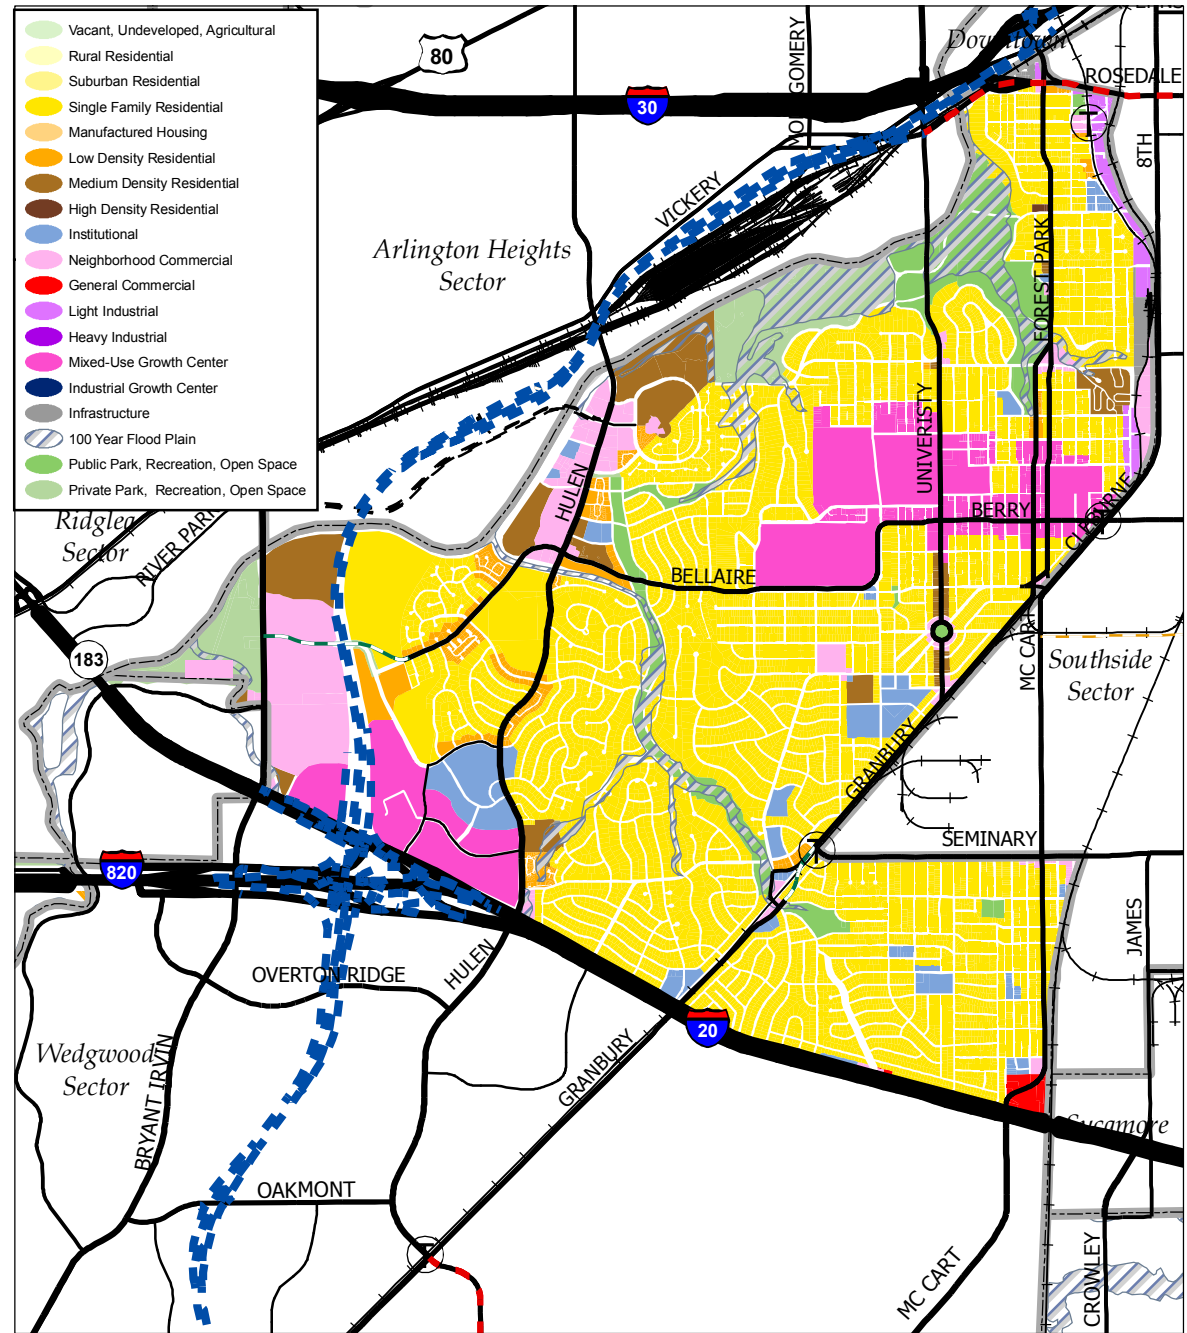 Vacant, Undeveloped, Agricultural
Rural Residential
Suburban Residential
Single Family Residential
Manufactured Housing
Low Density Residential
Medium Density Residential
High Density Residential
Institutional
Neighborhood Commercial
General Commercial
Light Industrial
Heavy Industrial
Mixed-Use Growth Center
Industrial Growth Center
Infrastructure
100 Year Flood Plain
Public Park, Recreation, Open Space
Private Park, Recreation, Open Space
80
30
Downtown
ROSEDALE
8TH
VICKERY
Arlington Heights
Sector
FOREST PARK
UNIVERISTY
HULEN
BERRY
CLEBURNE
T
T
Ridglea
Sector
RIVER PARK
BELLAIRE
183
MC CART
Southside
Sector
GRANBURY
SEMINARY
T
820
JAMES
OVERTON RIDGE
HULEN
20
Wedgwood
Sector
BRYANT IRVIN
GRANBURY
Sycamore
OAKMONT
T
MC CART
CROWLEY